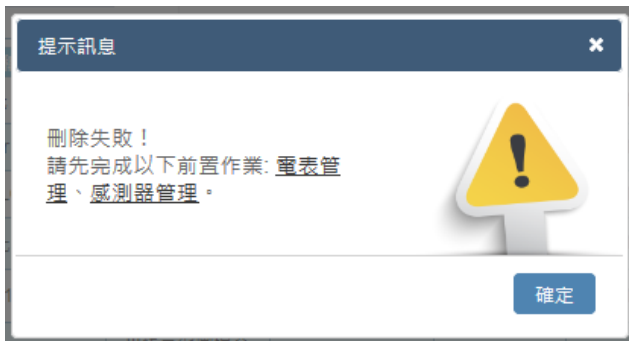 提示訊息
刪除失敗！
請先完成以下前置作業: 電表管
理、感測器管理。
確定